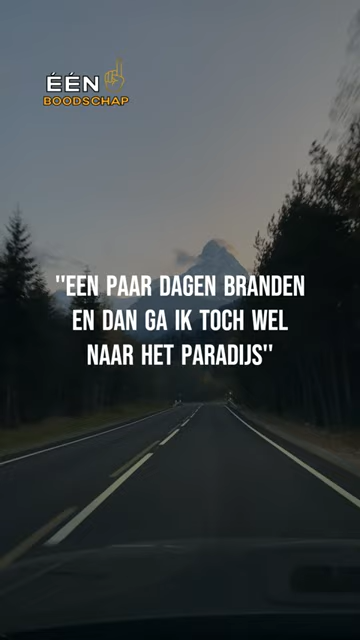 ÉÉN
BOODSCHAP
"EEN PAAR DAGEN BRANDEN
EN DAN GA IK TOCH WEL
NAAR HET PARADIJS"